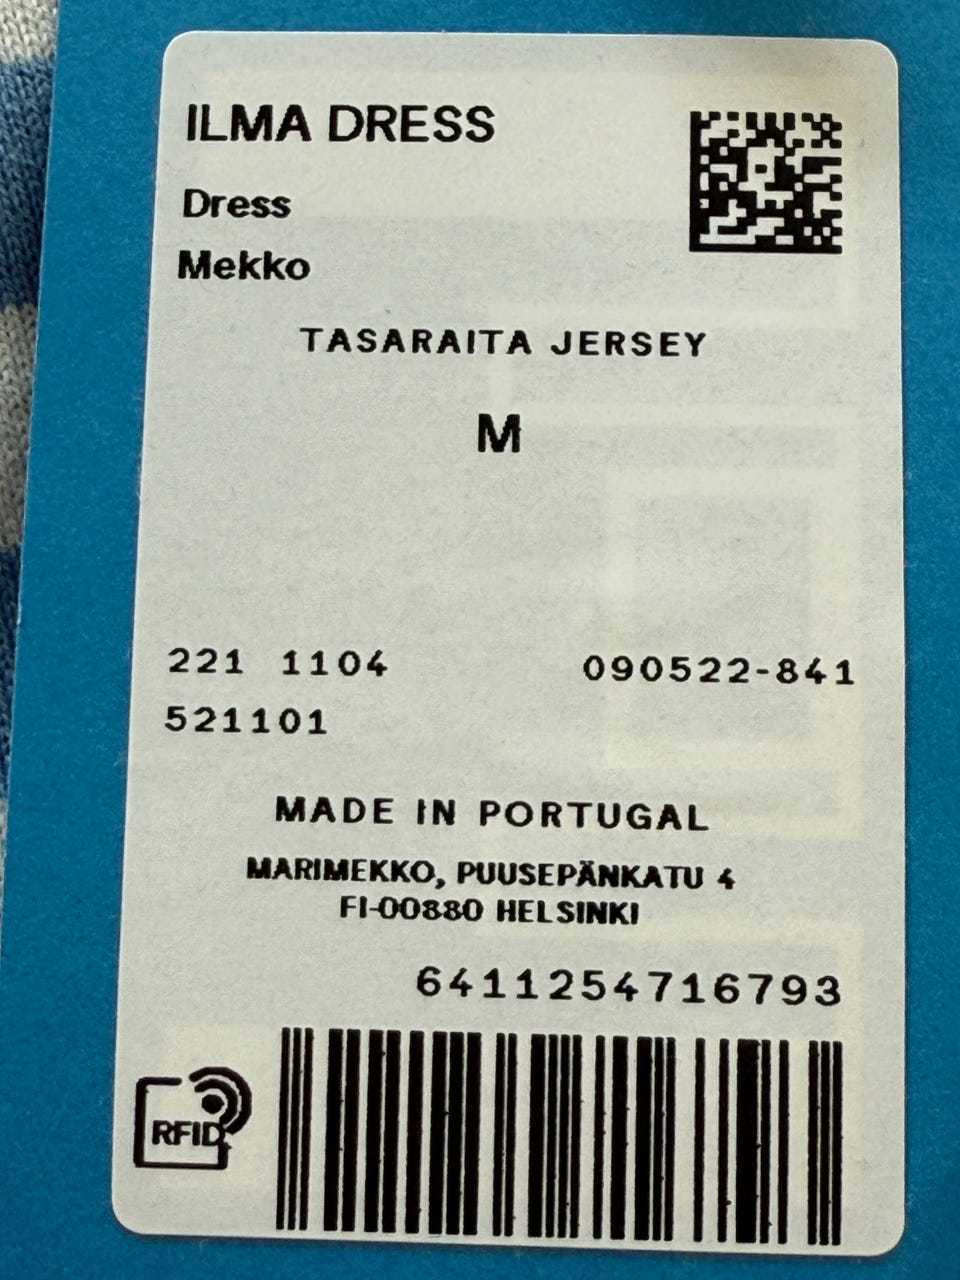 ILMA DRESS
Dress
Mekko
TASARAITA JERSEY
M
221 1104
090522-841
521101
MADE IN PORTUGAL
MARIMEKKO, PUUSEPÄNKATU 4
FI-00880 HELSINKI
6411254716793
RFID